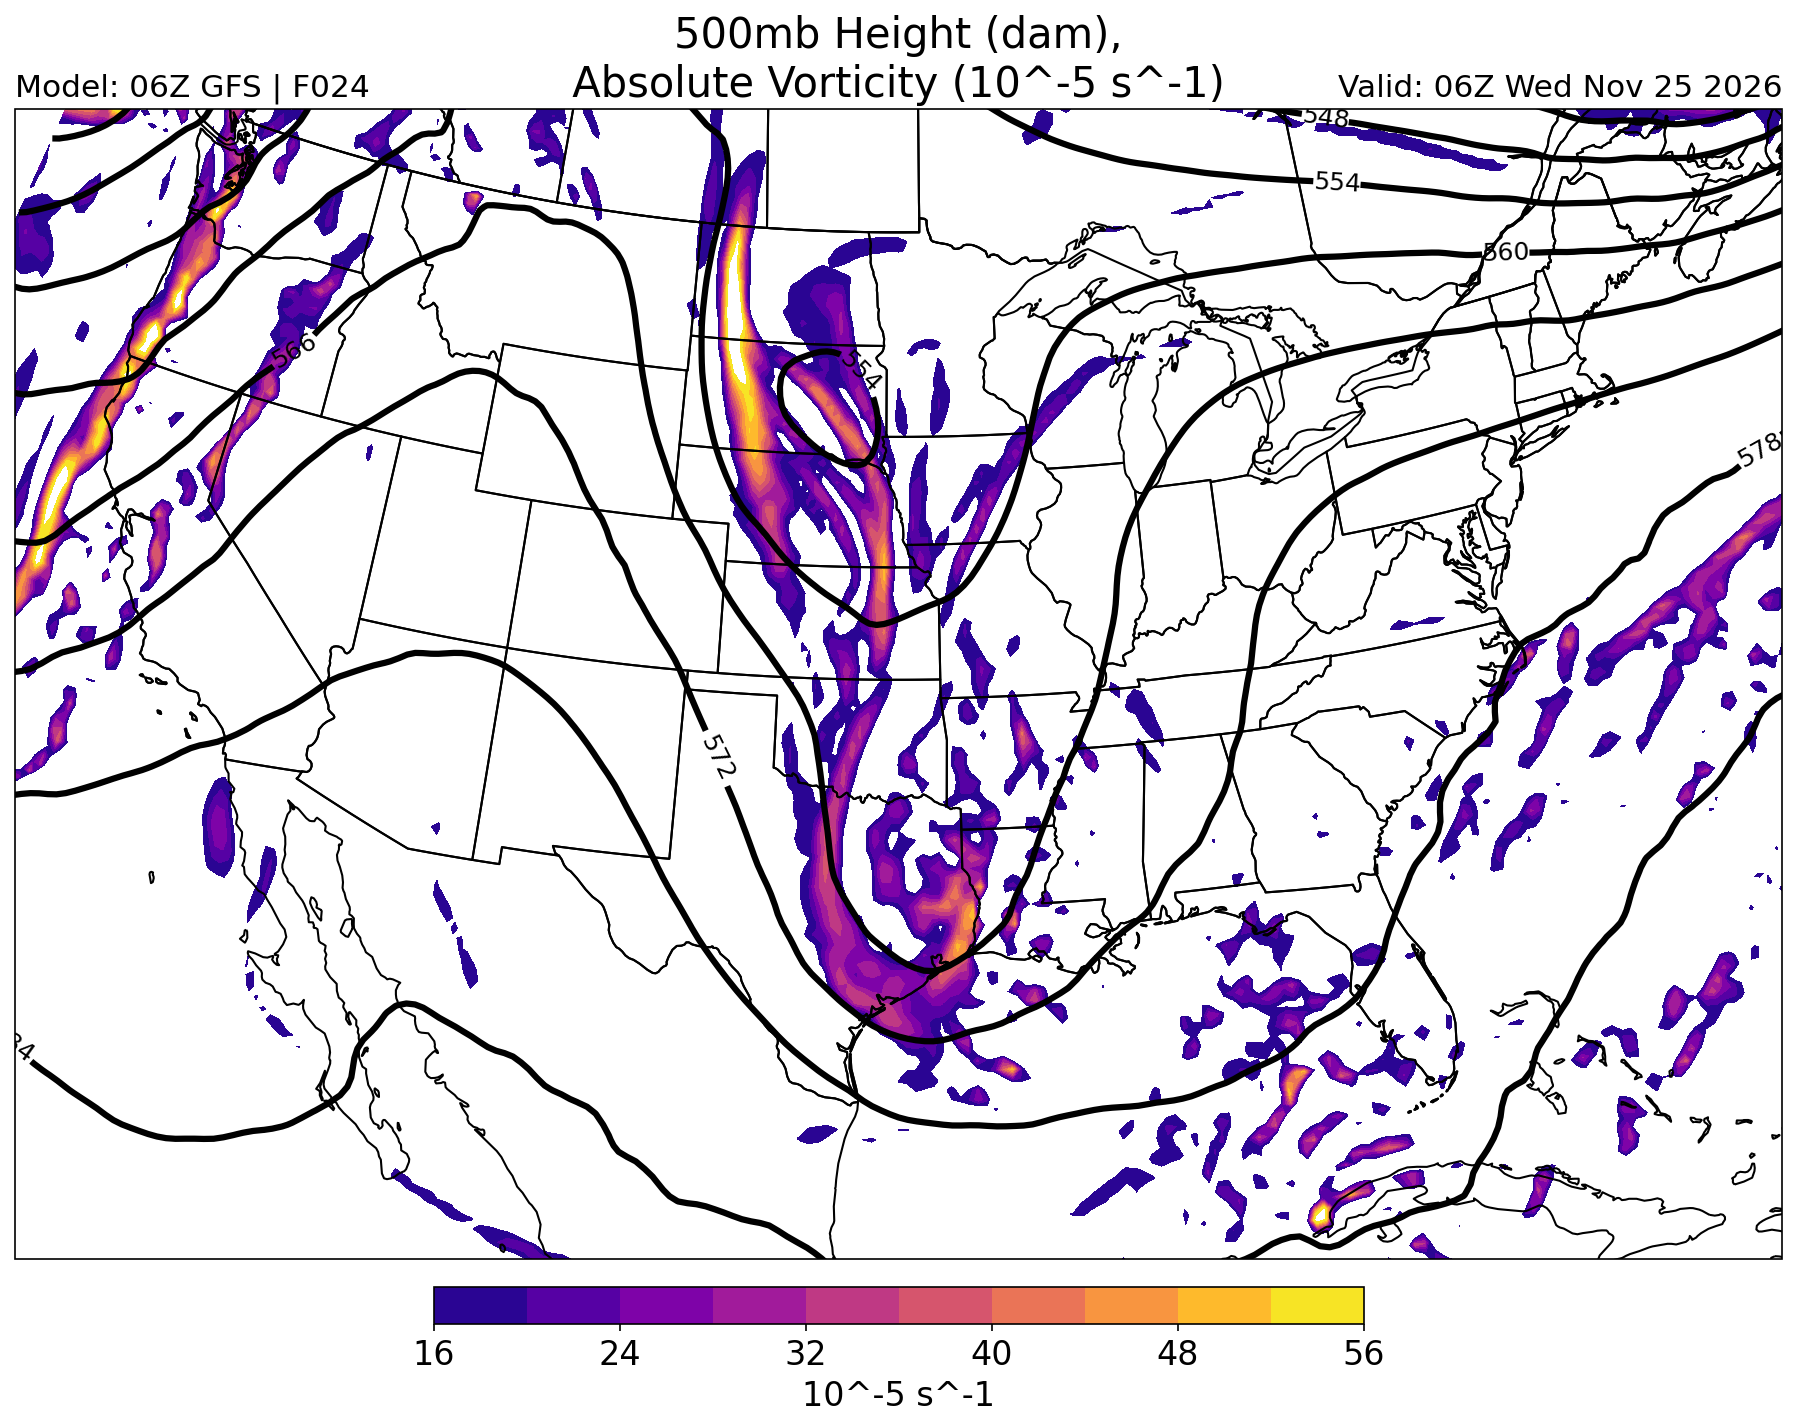 500mb Height (dam),
Absolute Vorticity (10^-5 s^-1)
Model: 06Z GFS | F024
Valid: 06Z Wed Nov 25 2026
548
554
560
566
554
578
572
34
16 24 32 40 48 56
10^-5 s^-1